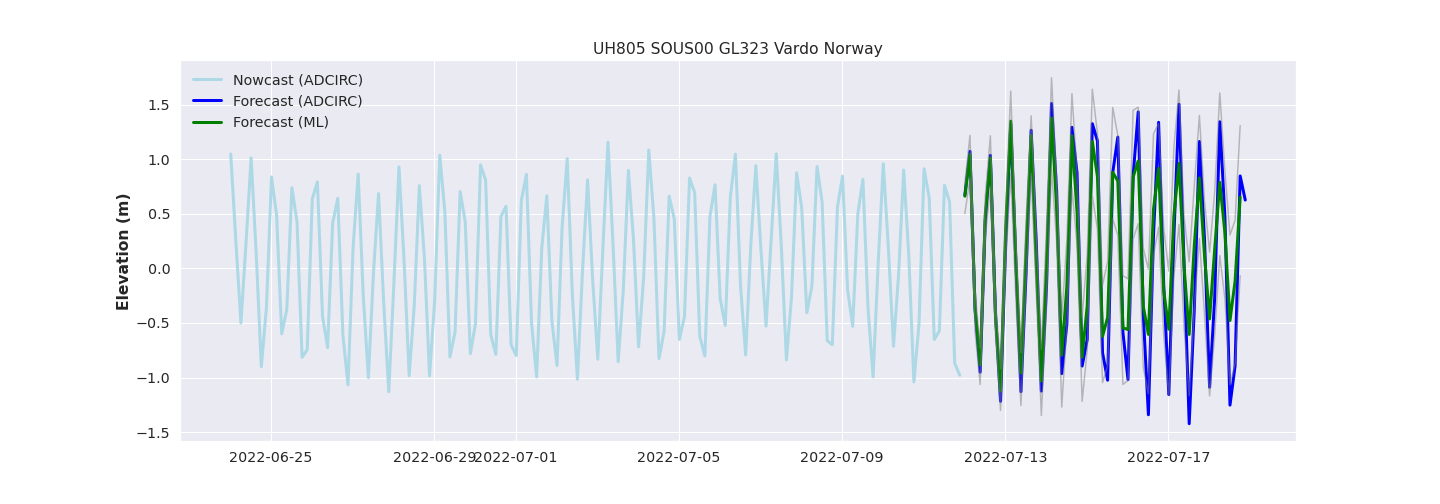 UH805 SOUS00 GL323 Vardo Norway
Nowcast (ADCIRC)
Forecast (ADCIRC)
Forecast (ML)
Elevation (m)
1.5
1.0
0.5
0.0
−0.5
−1.0
−1.5
2022-06-25 2022-06-29 2022-07-01 2022-07-05 2022-07-09 2022-07-13 2022-07-17